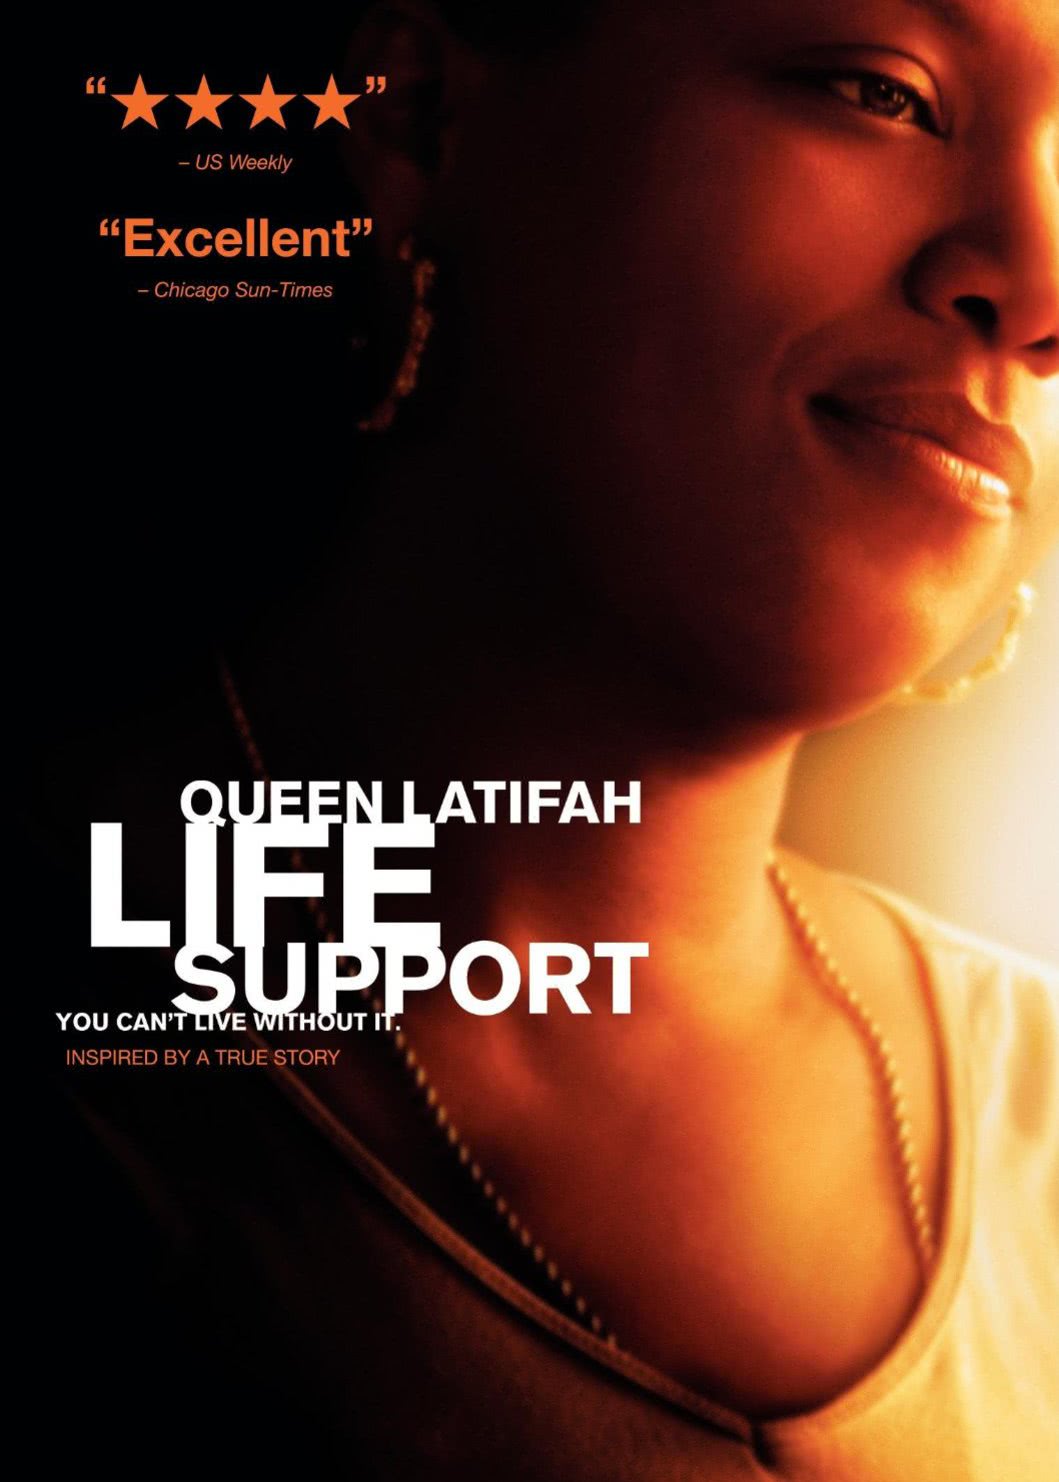 “★★★★”
– US Weekly
“Excellent”
– Chicago Sun-Times
QUEEN LATIFAH
LIFE
SUPPORT
YOU CAN’T LIVE WITHOUT IT.
INSPIRED BY A TRUE STORY